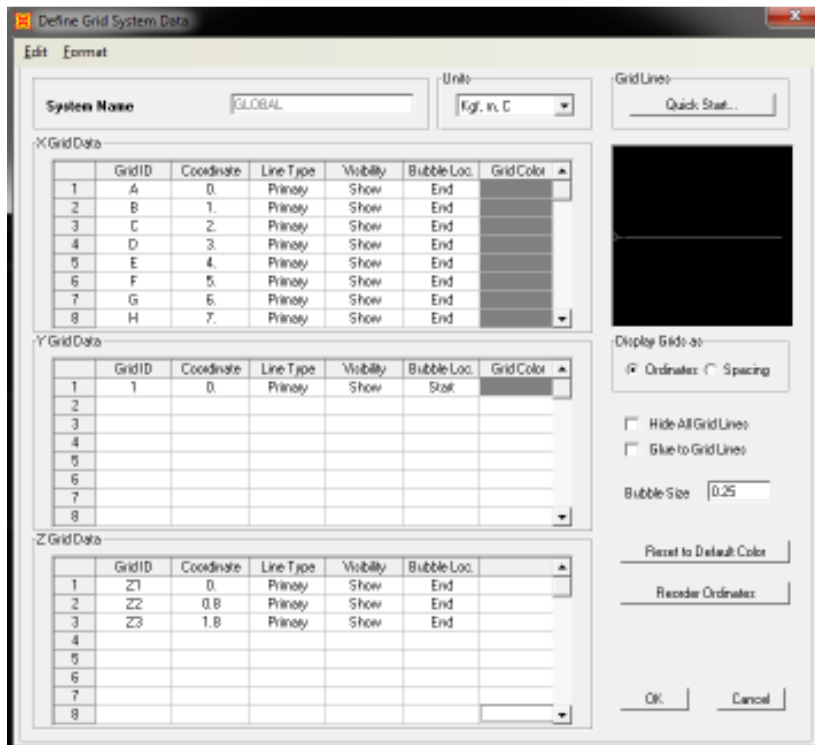 Define Grid System Data
Edit Format
System Name GLOBAL
Units
Kgf, m, C
Grid Lines
Quick Start...
X Grid Data
Grid ID Coordinate Line Type Visibility Bubble Loc. Grid Color
1 A 0. Primary Show End
2 B 1. Primary Show End
3 C 2. Primary Show End
4 D 3. Primary Show End
5 E 4. Primary Show End
6 F 5. Primary Show End
7 G 6. Primary Show End
8 H 7. Primary Show End
Y Grid Data
Grid ID Coordinate Line Type Visibility Bubble Loc. Grid Color
1 1 0. Primary Show Start
2
3
4
5
6
7
8
Display Grids as
Ordinates Spacing
Hide All Grid Lines
Glue to Grid Lines
Bubble Size 0.25
Z Grid Data
Grid ID Coordinate Line Type Visibility Bubble Loc.
1 Z1 0. Primary Show End
2 Z2 0.8 Primary Show End
3 Z3 1.8 Primary Show End
4
5
6
7
8
Reset to Default Color
Reorder Ordinates
OK Cancel